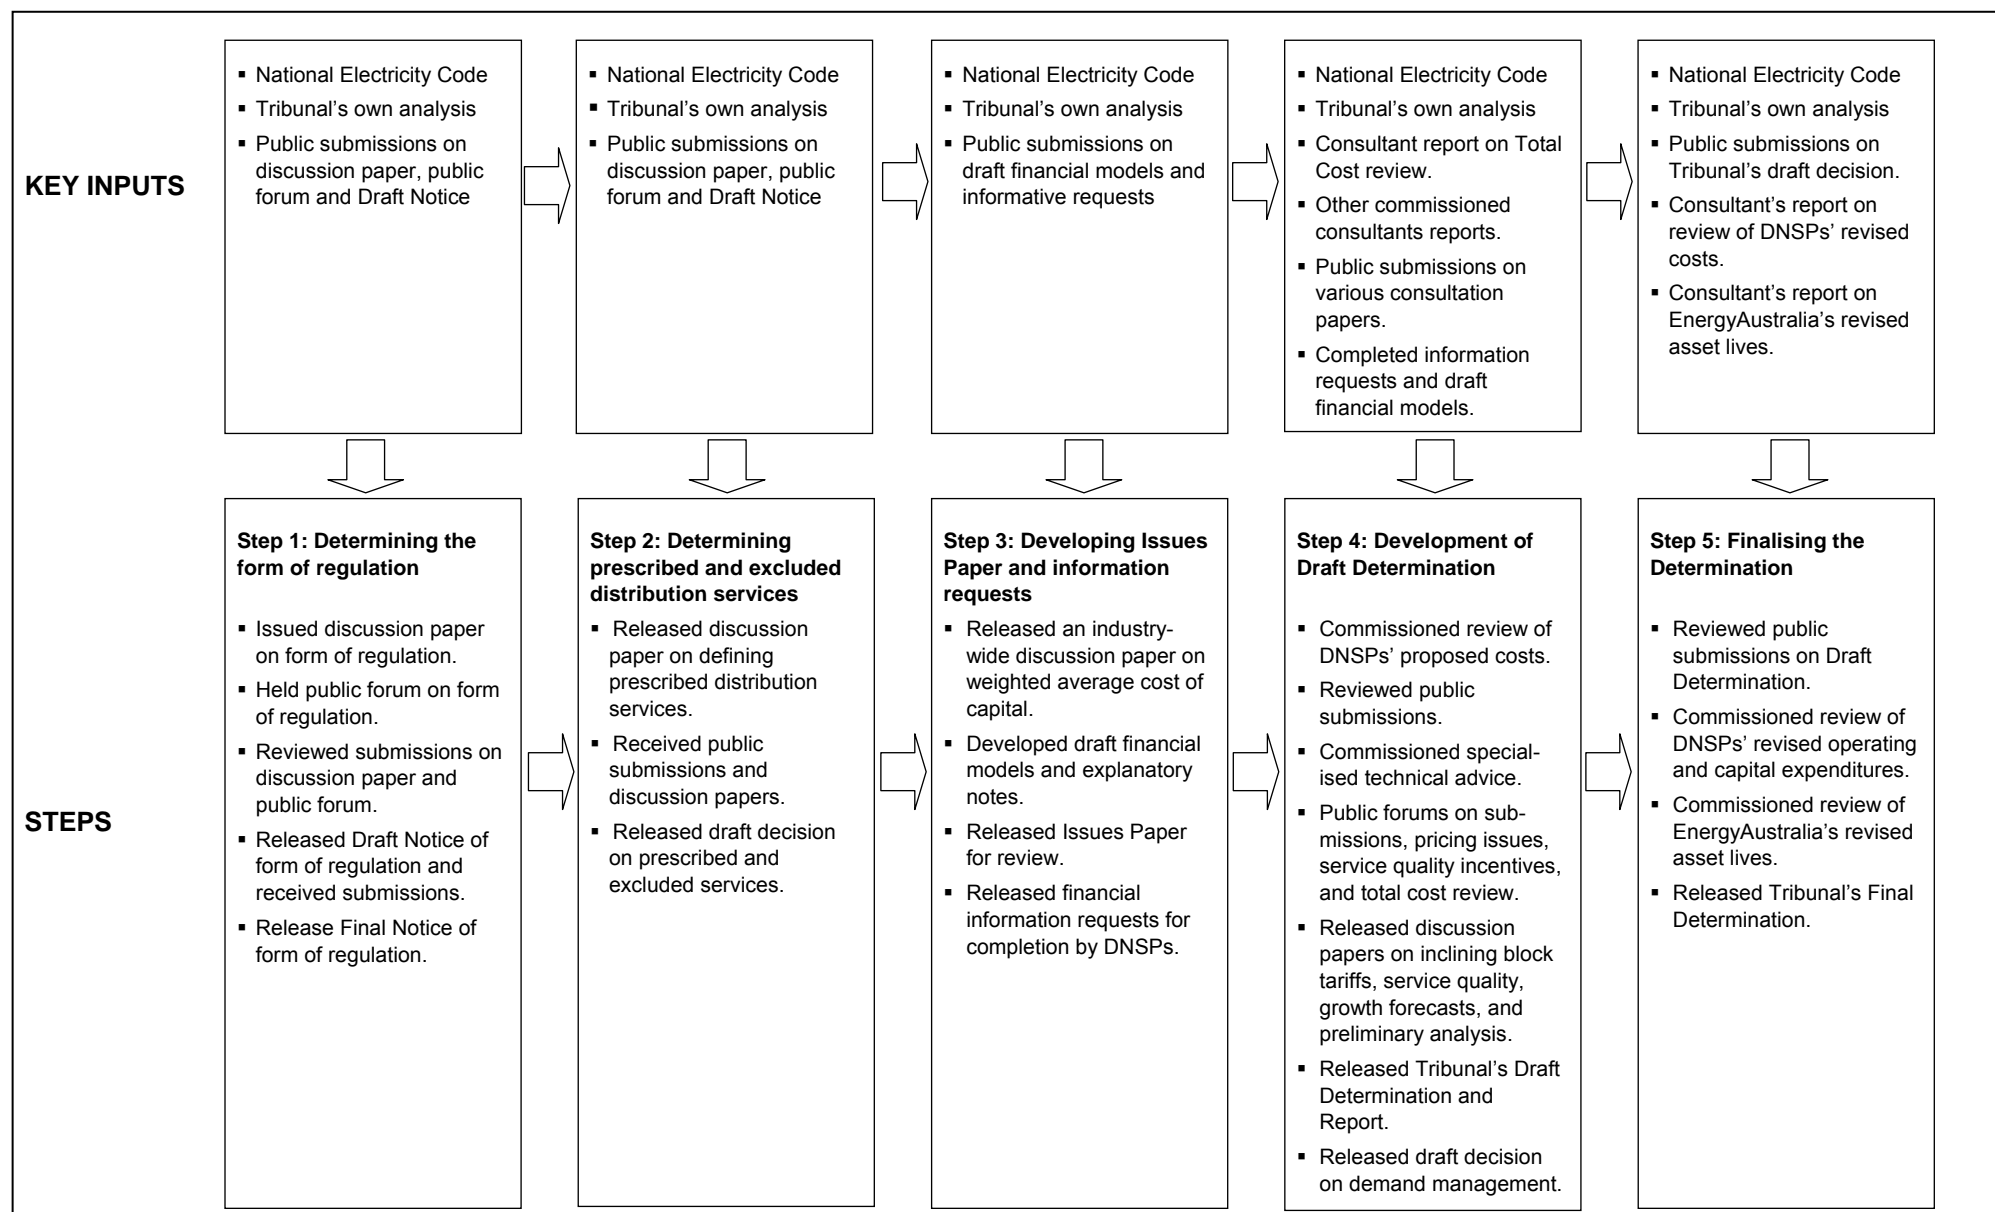 KEY INPUTS
▪ National Electricity Code
▪ Tribunal’s own analysis
▪ Public submissions on
discussion paper, public
forum and Draft Notice
▪ National Electricity Code
▪ Tribunal’s own analysis
▪ Public submissions on
discussion paper, public
forum and Draft Notice
▪ National Electricity Code
▪ Tribunal’s own analysis
▪ Public submissions on
draft financial models and
informative requests
▪ National Electricity Code
▪ Tribunal’s own analysis
▪ Consultant report on Total
Cost review.
▪ Other commissioned
consultants reports.
▪ Public submissions on
various consultation
papers.
▪ Completed information
requests and draft
financial models.
▪ National Electricity Code
▪ Tribunal’s own analysis
▪ Public submissions on
Tribunal’s draft decision.
▪ Consultant’s report on
review of DNSPs’ revised
costs.
▪ Consultant’s report on
EnergyAustralia’s revised
asset lives.
STEPS
Step 1: Determining the
form of regulation
▪ Issued discussion paper
on form of regulation.
▪ Held public forum on form
of regulation.
▪ Reviewed submissions on
discussion paper and
public forum.
▪ Released Draft Notice of
form of regulation and
received submissions.
▪ Release Final Notice of
form of regulation.
Step 2: Determining
prescribed and excluded
distribution services
▪ Released discussion
paper on defining
prescribed distribution
services.
▪ Received public
submissions and
discussion papers.
▪ Released draft decision
on prescribed and
excluded services.
Step 3: Developing Issues
Paper and information
requests
▪ Released an industry-
wide discussion paper on
weighted average cost of
capital.
▪ Developed draft financial
models and explanatory
notes.
▪ Released Issues Paper
for review.
▪ Released financial
information requests for
completion by DNSPs.
Step 4: Development of
Draft Determination
▪ Commissioned review of
DNSPs’ proposed costs.
▪ Reviewed public
submissions.
▪ Commissioned special-
ised technical advice.
▪ Public forums on sub-
missions, pricing issues,
service quality incentives,
and total cost review.
▪ Released discussion
papers on inclining block
tariffs, service quality,
growth forecasts, and
preliminary analysis.
▪ Released Tribunal’s Draft
Determination and
Report.
▪ Released draft decision
on demand management.
Step 5: Finalising the
Determination
▪ Reviewed public
submissions on Draft
Determination.
▪ Commissioned review of
DNSPs’ revised operating
and capital expenditures.
▪ Commissioned review of
EnergyAustralia’s revised
asset lives.
▪ Released Tribunal’s Final
Determination.